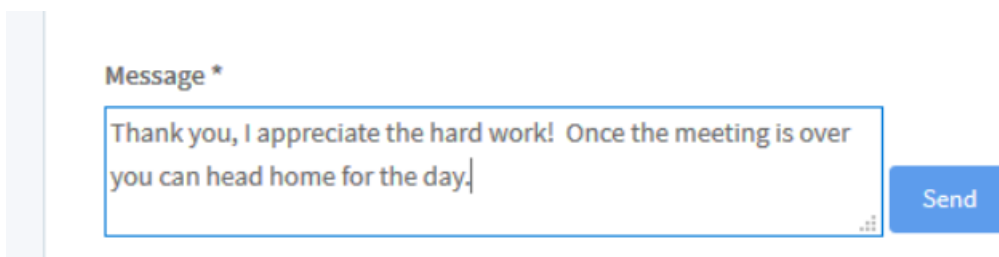 Message *
Thank you, I appreciate the hard work!  Once the meeting is over
you can head home for the day.
Send